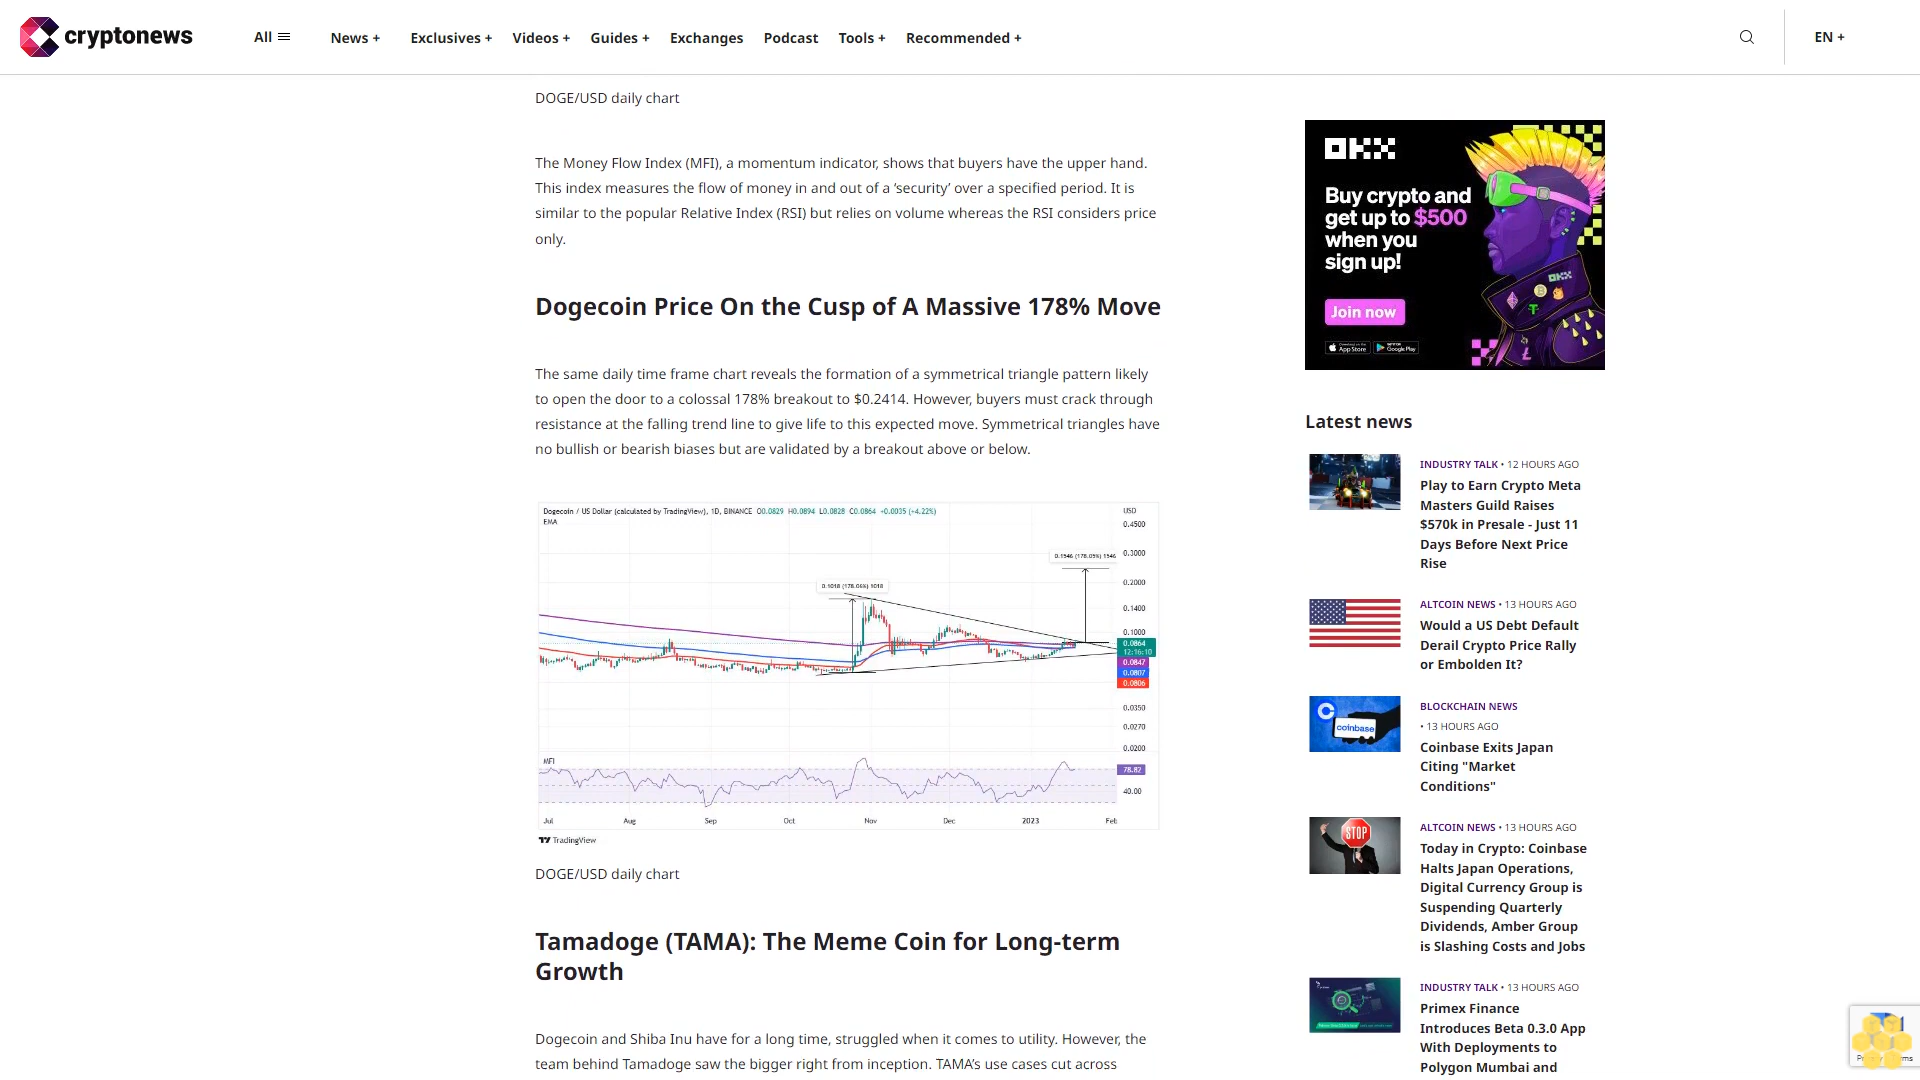 cryptonews
All
News +
Exclusives +
Videos +
Guides +
Exchanges
Podcast
Tools +
Recommended +
EN +
DOGE/USD daily chart
The Money Flow Index (MFI), a momentum indicator, shows that buyers have the upper hand.
This index measures the flow of money in and out of a ‘security’ over a specified period. It is
similar to the popular Relative Index (RSI) but relies on volume whereas the RSI considers price
only.
Dogecoin Price On the Cusp of A Massive 178% Move
The same daily time frame chart reveals the formation of a symmetrical triangle pattern likely
to open the door to a colossal 178% breakout to $0.2414. However, buyers must crack through
resistance at the falling trend line to give life to this expected move. Symmetrical triangles have
no bullish or bearish biases but are validated by a breakout above or below.
Dogecoin / US Dollar (calculated by TradingView), 1D, BINANCE O0.0829 H0.0894 L0.0828 C0.0864 +0.0035 (+4.22%)
EMA
USD
0.4500
0.3000
0.2000
0.1400
0.1000
0.0864
12:16:10
0.0847
0.0807
0.0806
0.0350
0.0270
0.0200
0.1546 (178.05%) 1546
0.1018 (178.06%) 1018
MFI
78.82
40.00
Jul
Aug
Sep
Oct
Nov
Dec
2023
Feb
TradingView
DOGE/USD daily chart
Tamadoge (TAMA): The Meme Coin for Long-term
Growth
Dogecoin and Shiba Inu have for a long time, struggled when it comes to utility. However, the
team behind Tamadoge saw the bigger right from inception. TAMA’s use cases cut across
OKX
Buy crypto and
get up to $500
when you
sign up!
Join now
App Store
Google Play
Latest news
INDUSTRY TALK • 12 HOURS AGO
Play to Earn Crypto Meta
Masters Guild Raises
$570k in Presale - Just 11
Days Before Next Price
Rise
ALTCOIN NEWS • 13 HOURS AGO
Would a US Debt Default
Derail Crypto Price Rally
or Embolden It?
BLOCKCHAIN NEWS
• 13 HOURS AGO
Coinbase Exits Japan
Citing "Market
Conditions"
coinbase
ALTCOIN NEWS • 13 HOURS AGO
Today in Crypto: Coinbase
Halts Japan Operations,
Digital Currency Group is
Suspending Quarterly
Dividends, Amber Group
is Slashing Costs and Jobs
STOP
INDUSTRY TALK • 13 HOURS AGO
Primex Finance
Introduces Beta 0.3.0 App
With Deployments to
Polygon Mumbai and